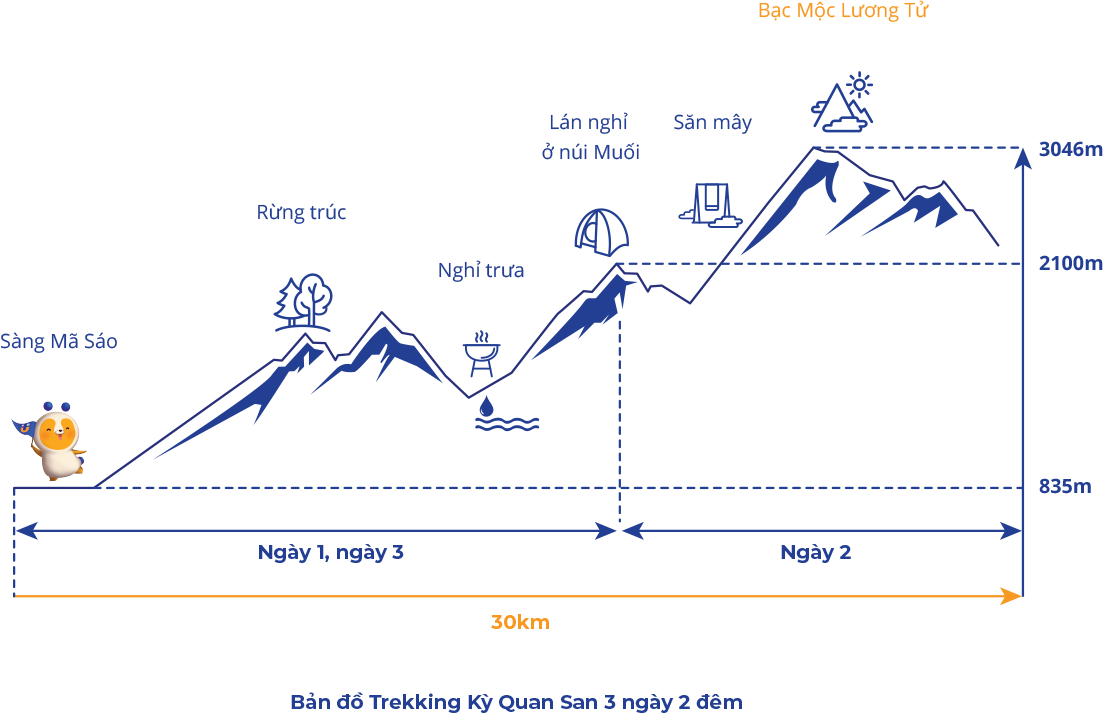 Bạc Mộc Lương Tử
Lán nghỉ
ở núi Muối
Săn mây
3046m
Rừng trúc
Nghỉ trưa
2100m
Sàng Mã Sáo
835m
Ngày 1, ngày 3
Ngày 2
30km
Bản đồ Trekking Kỳ Quan San 3 ngày 2 đêm